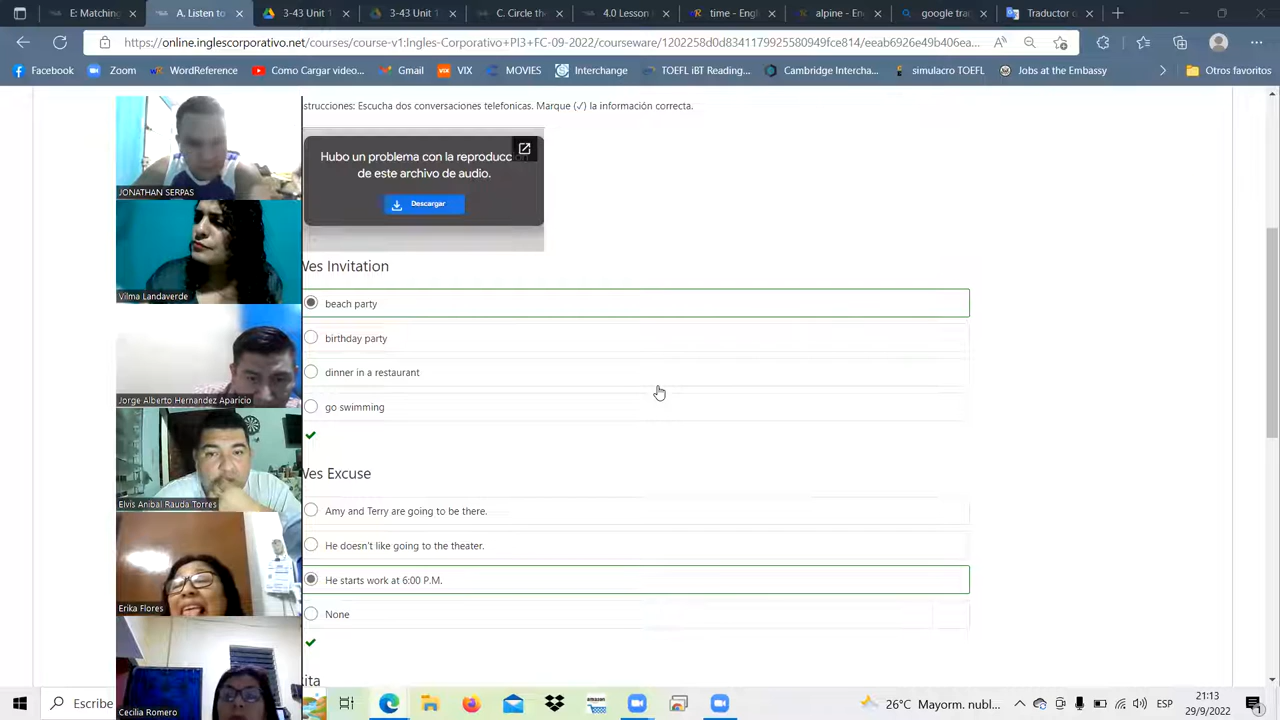 E: Matching
A. Listen to
3-43 Unit 1
3-43 Unit 1
C. Circle the
4.0 Lesson
time - Engl
alpine - En
google tra
Traductor
https://online.inglescorporativo.net/courses/course-v1:Ingles-Corporativo+PI3+FC-09-2022/courseware/1202258d0d8341179925580949fce814/eeab6926e49b406ea...
Facebook
Zoom
WordReference
Como Cargar video...
Gmail
VIX
MOVIES
Interchange
TOEFL iBT Reading...
Cambridge Intercha...
simulacro TOEFL
Jobs at the Embassy
Otros favoritos
strucciones: Escucha dos conversaciones telefonicas. Marque (✓) la información correcta.
Hubo un problema con la reproducc
de este archivo de audio.
Descargar
JONATHAN SERPAS
Wes Invitation
Vilma Landaverde
beach party
birthday party
dinner in a restaurant
Jorge Alberto Hernandez Aparicio
go swimming
Wes Excuse
Elvis Anibal Rauda Torres
Amy and Terry are going to be there.
He doesn't like going to the theater.
He starts work at 6:00 P.M.
Erika Flores
None
ita
Cecilia Romero
Escribe
amazon
26°C Mayorm. nubl...
ESP
21:13
29/9/2022
1